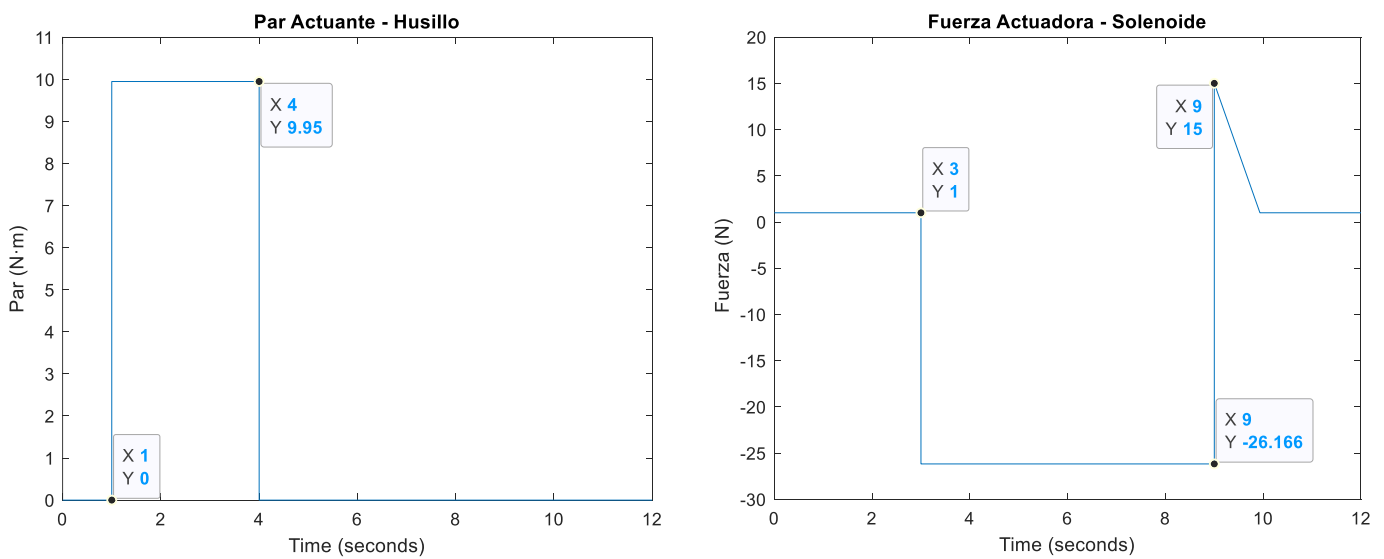 Par Actuante - Husillo
Par (N·m)
11
10
9
8
7
6
5
4
3
2
1
0
X 4
Y 9.95
X 1
Y 0
0 2 4 6 8 10 12
Time (seconds)
Fuerza Actuadora - Solenoide
Fuerza (N)
20
15
10
5
0
-5
-10
-15
-20
-25
-30
X 9
Y 15
X 3
Y 1
X 9
Y -26.166
0 2 4 6 8 10 12
Time (seconds)